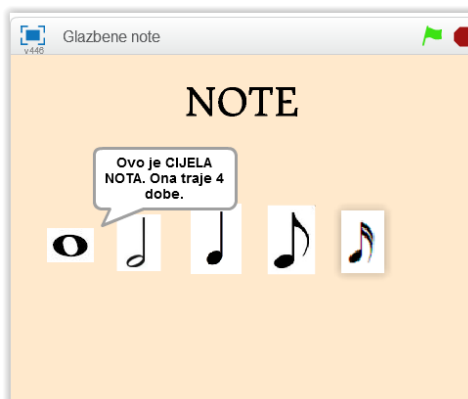 Glazbene note
v446
NOTE
Ovo je CIJELA
NOTA. Ona traje 4
dobe.